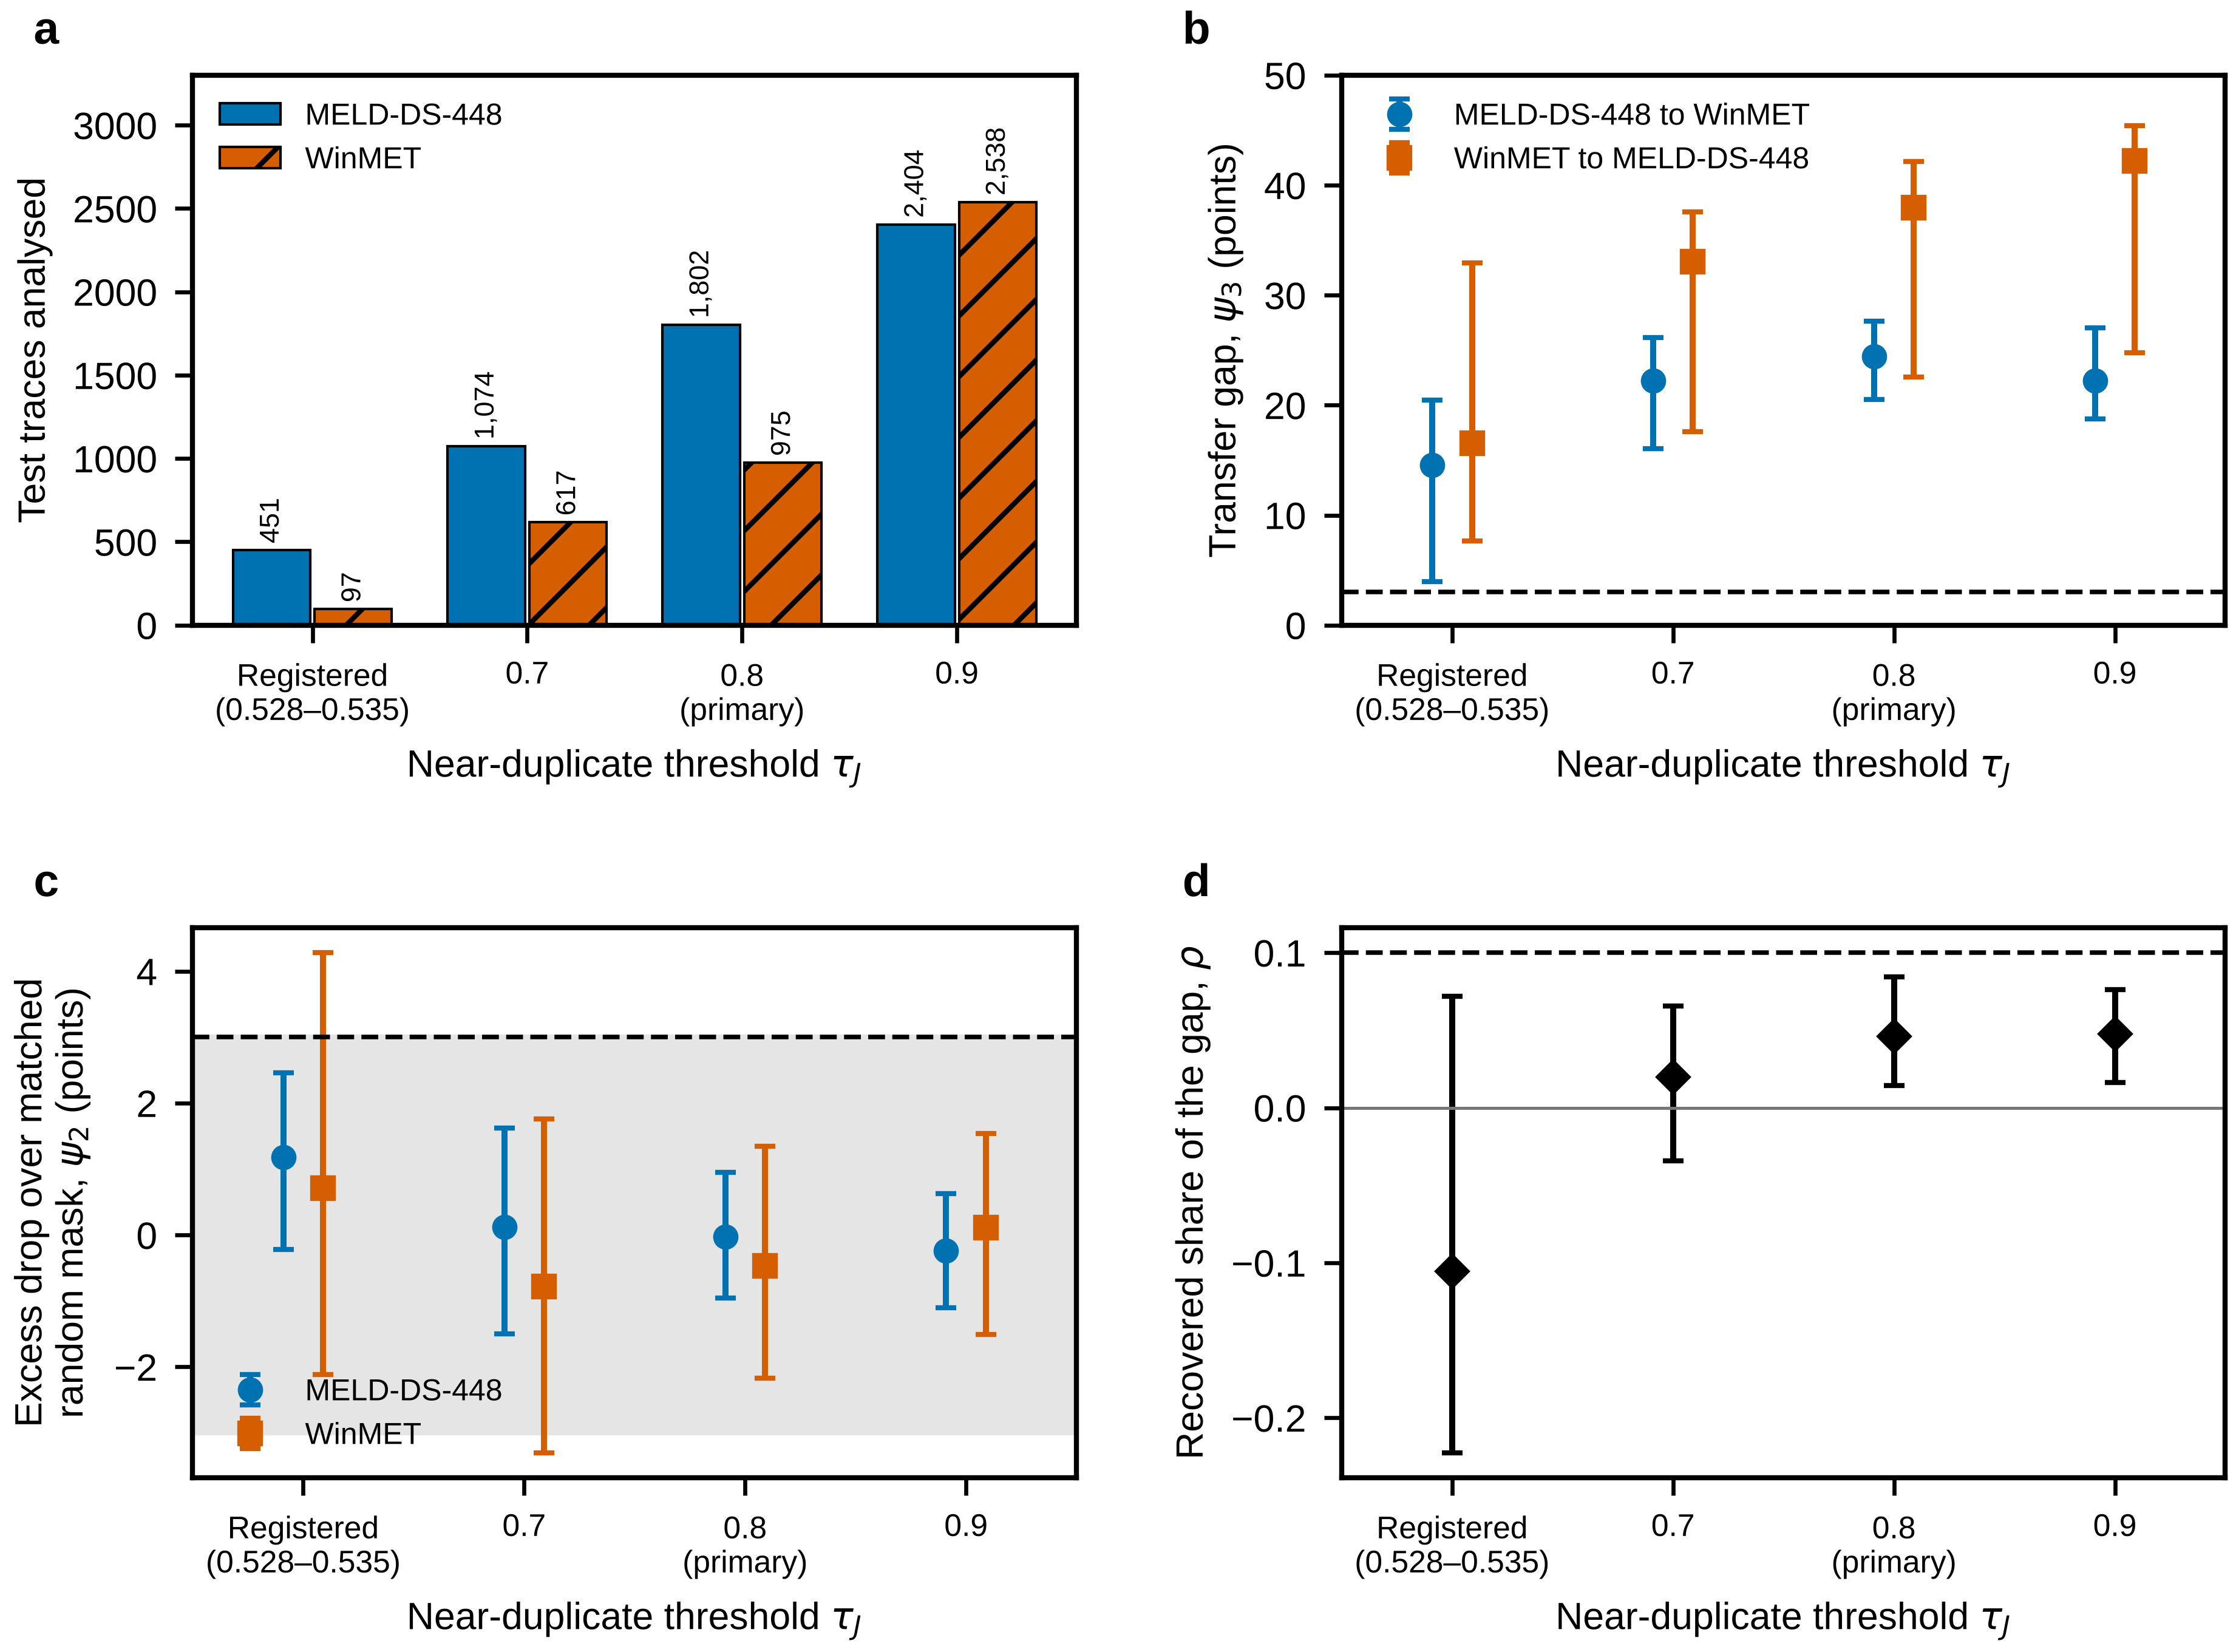 a
MELD-DS-448
WinMET
Test traces analysed
3000
2500
2000
1500
1000
500
0
451
97
1,074
617
1,802
975
2,404
2,538
Registered
(0.528–0.535)
0.7
0.8
(primary)
0.9
Near-duplicate threshold τJ
b
MELD-DS-448 to WinMET
WinMET to MELD-DS-448
Transfer gap, ψ3 (points)
50
40
30
20
10
0
Registered
(0.528–0.535)
0.7
0.8
(primary)
0.9
Near-duplicate threshold τJ
c
Excess drop over matched
random mask, ψ2 (points)
4
2
0
−2
MELD-DS-448
WinMET
Registered
(0.528–0.535)
0.7
0.8
(primary)
0.9
Near-duplicate threshold τJ
d
Recovered share of the gap, ρ
0.1
0.0
−0.1
−0.2
Registered
(0.528–0.535)
0.7
0.8
(primary)
0.9
Near-duplicate threshold τJ